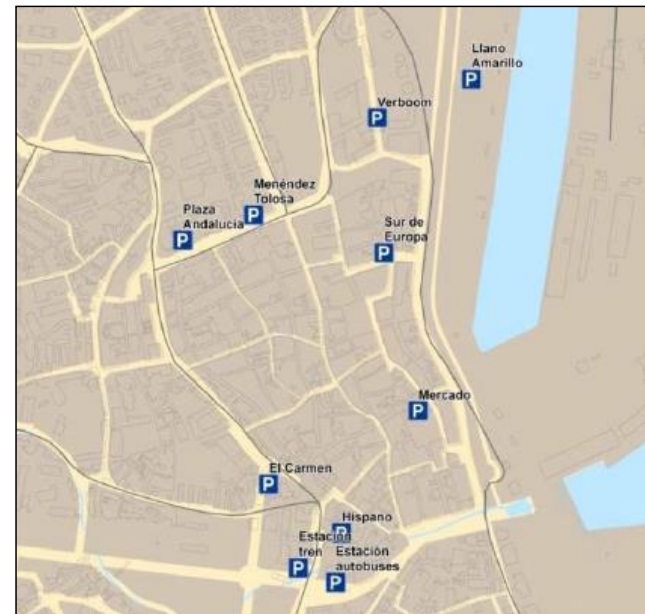 Llano
Amarillo
P
Verboom
P
Menéndez
Tolosa
P
Plaza
Andalucía
P
Sur de
Europa
P
Mercado
P
El Carmen
P
Hispano
P
Estación
tren
P
Estación
autobuses
P